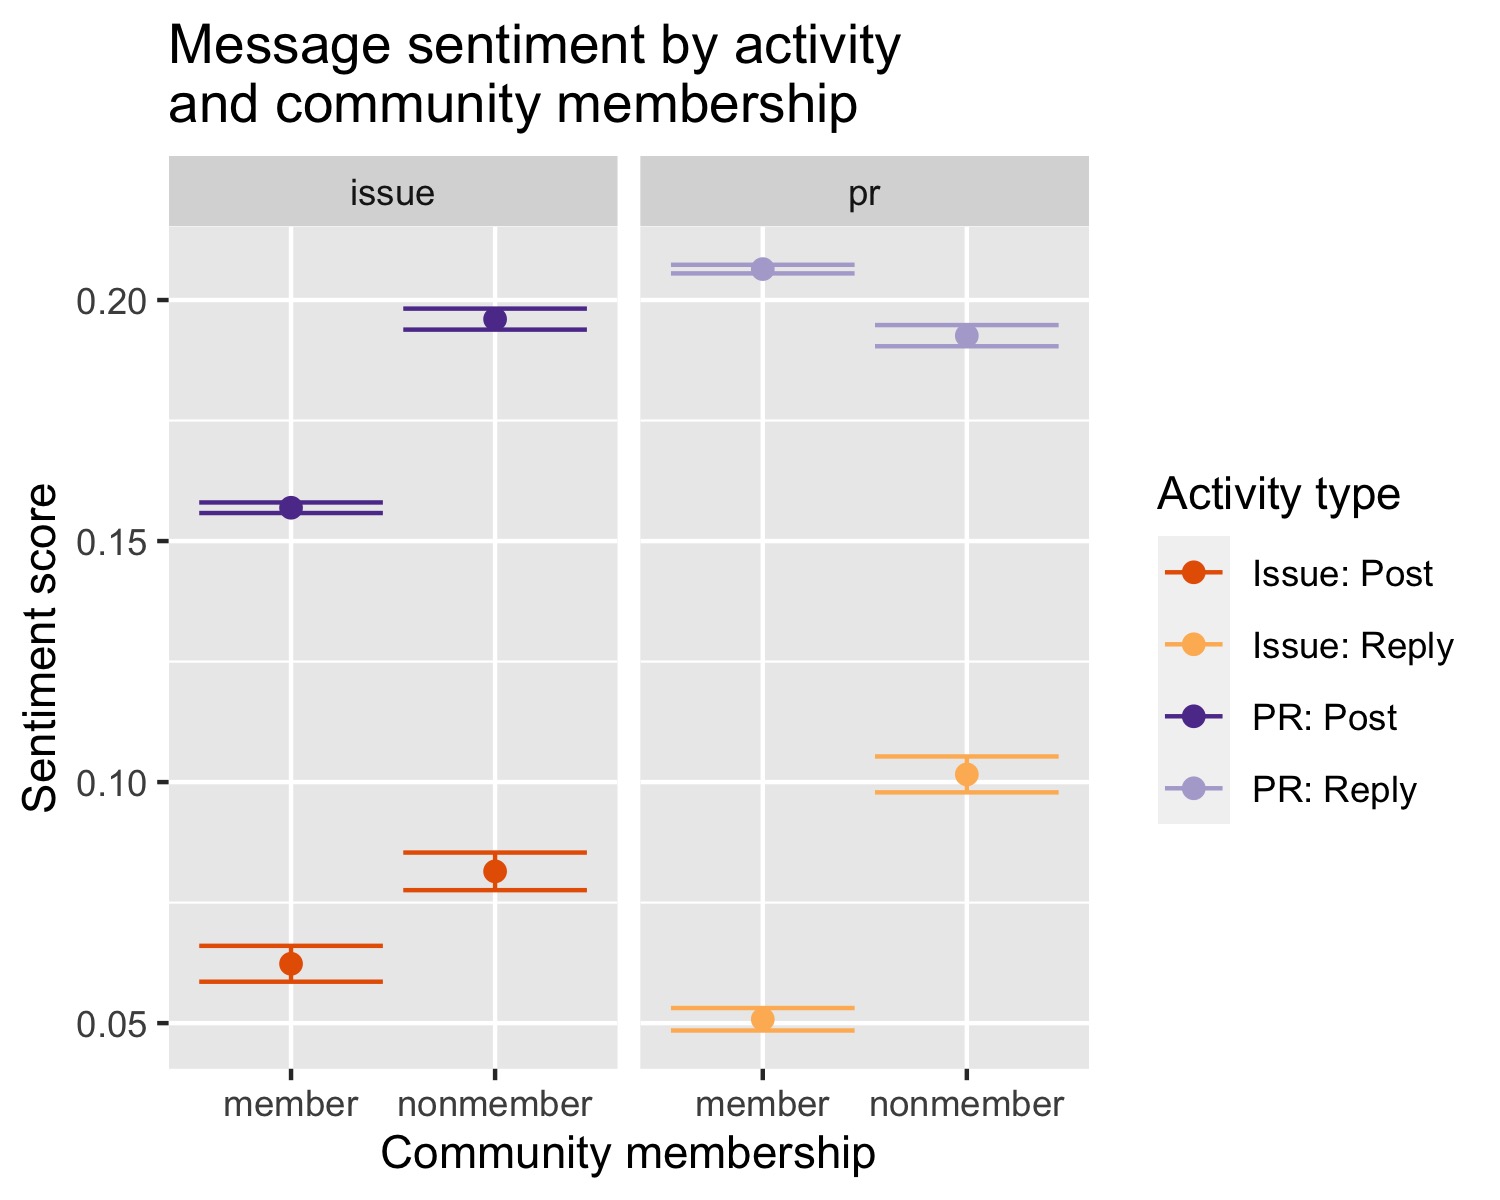 Message sentiment by activity
and community membership
issue
pr
0.20
0.15
0.10
0.05
Sentiment score
member
nonmember
member
nonmember
Community membership
Activity type
Issue: Post
Issue: Reply
PR: Post
PR: Reply